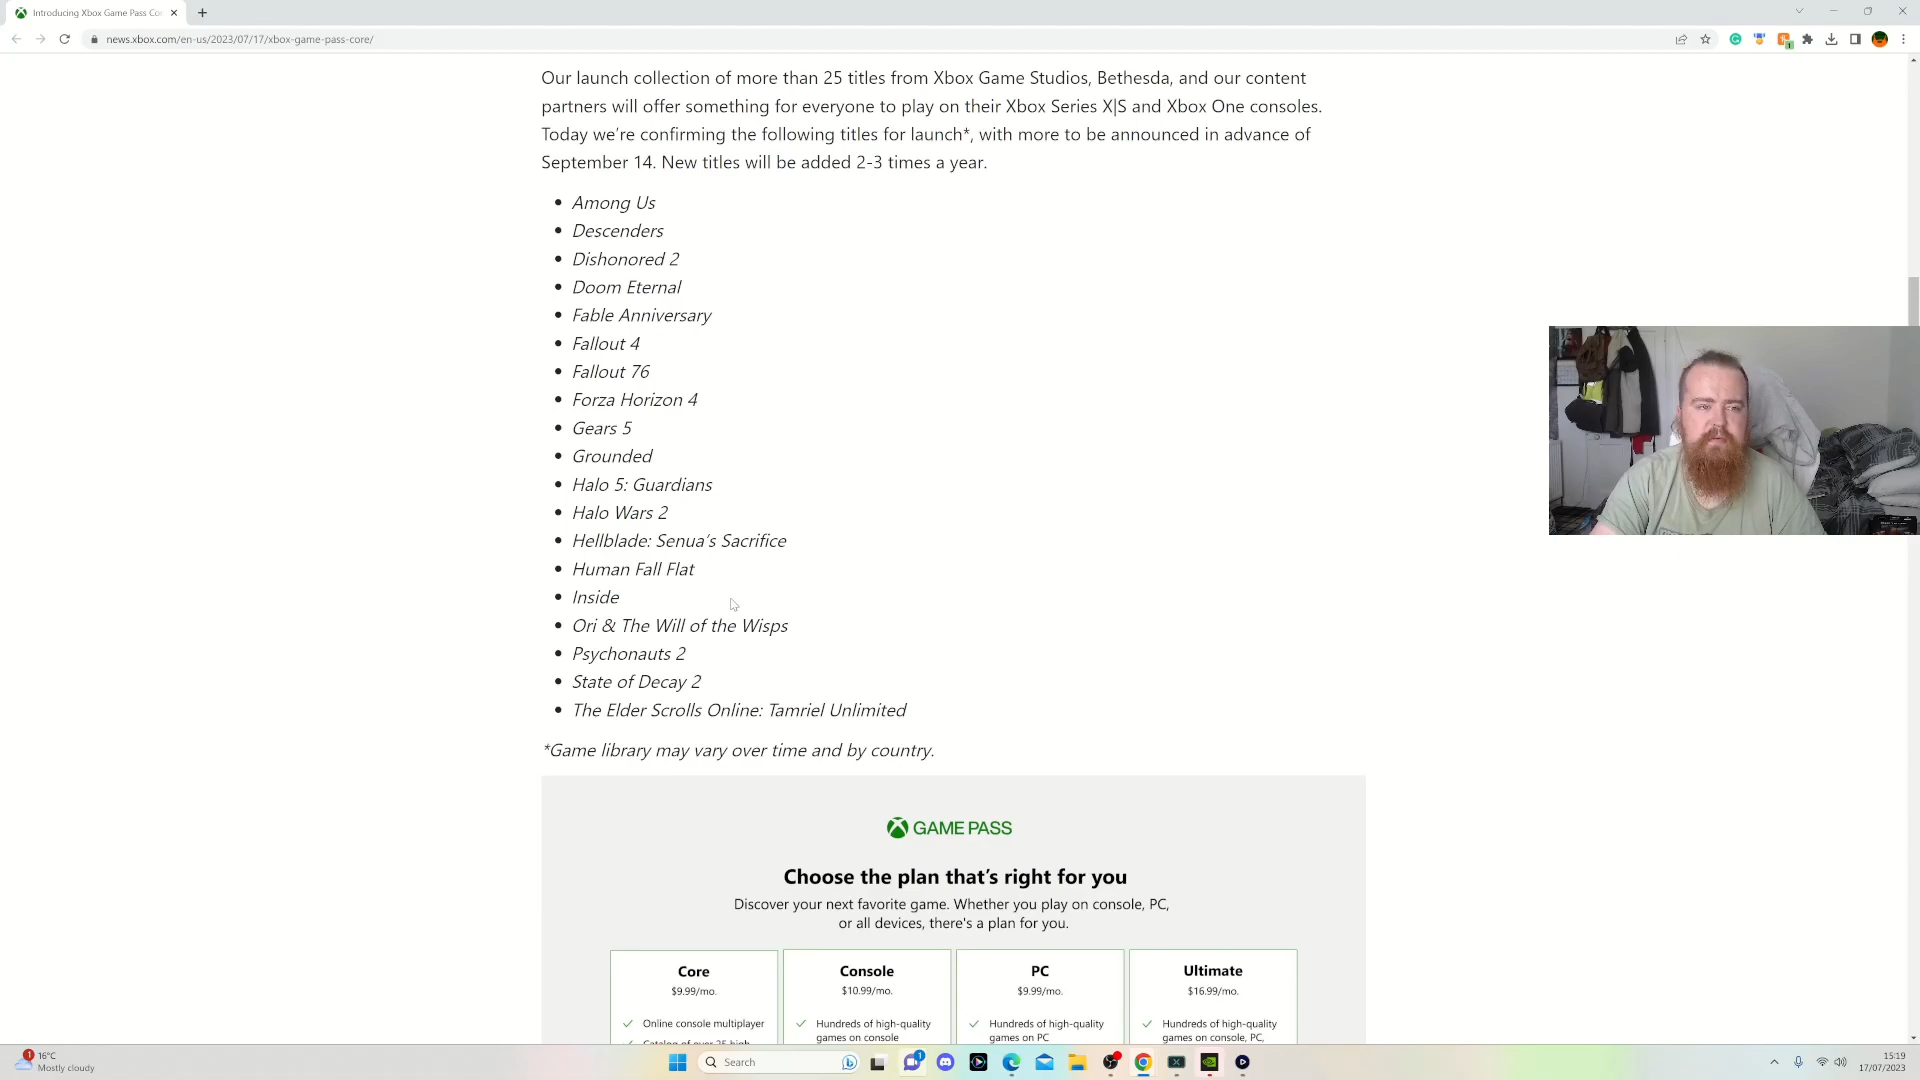 Introducing Xbox Game Pass Cor
news.xbox.com/en-us/2023/07/17/xbox-game-pass-core/
Our launch collection of more than 25 titles from Xbox Game Studios, Bethesda, and our content
partners will offer something for everyone to play on their Xbox Series X|S and Xbox One consoles.
Today we're confirming the following titles for launch*, with more to be announced in advance of
September 14. New titles will be added 2-3 times a year.
• Among Us
• Descenders
• Dishonored 2
• Doom Eternal
• Fable Anniversary
• Fallout 4
• Fallout 76
• Forza Horizon 4
• Gears 5
• Grounded
• Halo 5: Guardians
• Halo Wars 2
• Hellblade: Senua's Sacrifice
• Human Fall Flat
• Inside
• Ori & The Will of the Wisps
• Psychonauts 2
• State of Decay 2
• The Elder Scrolls Online: Tamriel Unlimited
*Game library may vary over time and by country.
GAME PASS
Choose the plan that's right for you
Discover your next favorite game. Whether you play on console, PC,
or all devices, there's a plan for you.
Core
$9.99/mo.
Online console multiplayer
Catalog of over 25 high
Console
$10.99/mo.
Hundreds of high-quality
games on console
PC
$9.99/mo.
Hundreds of high-quality
games on PC
Ultimate
$16.99/mo.
Hundreds of high-quality
games on console, PC,
1
16°C
Mostly cloudy
Search
1
15:19
17/07/2023